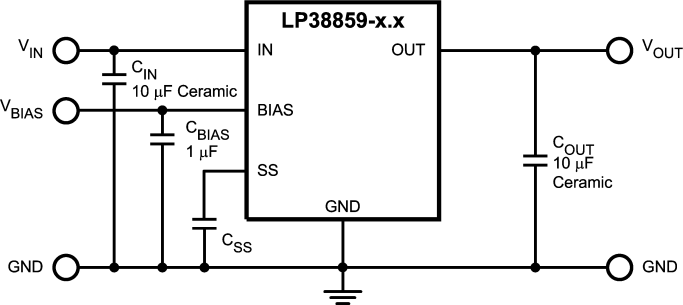 LP38859-x.x
VIN
IN
OUT
VOUT
CIN
10 μF Ceramic
VBIAS
BIAS
CBIAS
1 μF
COUT
10 μF
Ceramic
SS
GND
CSS
GND
GND